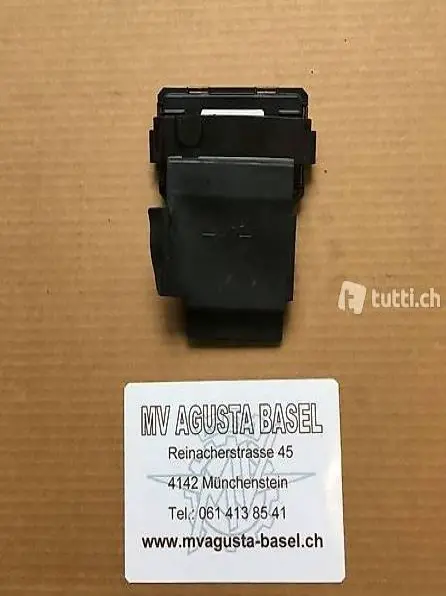 tutti.ch
MV AGUSTA BASEL
Reinacherstrasse 45
4142 Münchenstein
Tel.: 061 413 85 41
www.mvagusta-basel.ch